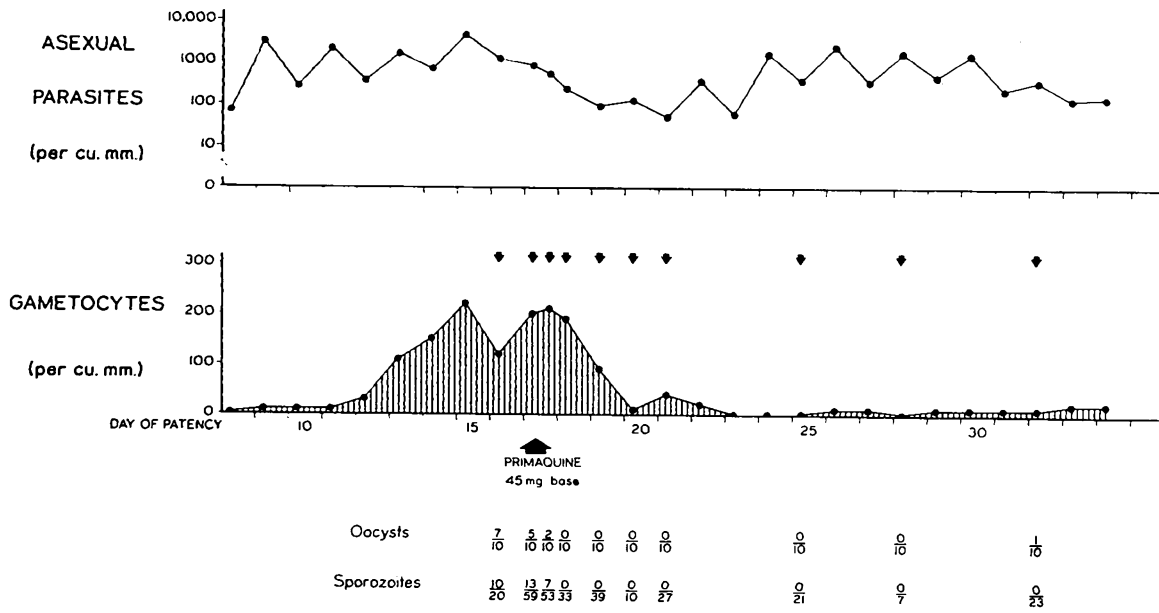 ASEXUAL
PARASITES
(per cu. mm.)
10,000
1000
100
10
0
GAMETOCYTES
(per cu. mm.)
300
200
100
0
DAY OF PATENCY 10 15 20 25 30
PRIMAQUINE
45 mg base
Oocysts 7/10 5/10 2/10 0/10 0/10 0/10 0/10 0/10 0/10 1/10
Sporozoites 10/20 13/59 7/53 0/33 0/39 0/10 0/27 0/21 0/7 0/23